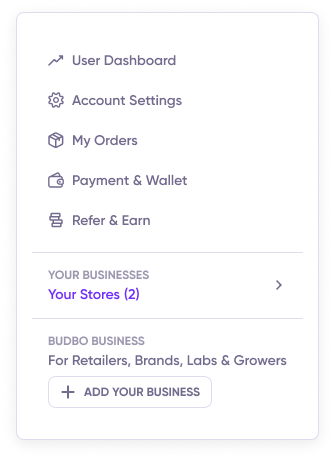 User Dashboard
Account Settings
My Orders
Payment & Wallet
Refer & Earn
YOUR BUSINESSES
Your Stores (2)
BUDBO BUSINESS
For Retailers, Brands, Labs & Growers
ADD YOUR BUSINESS